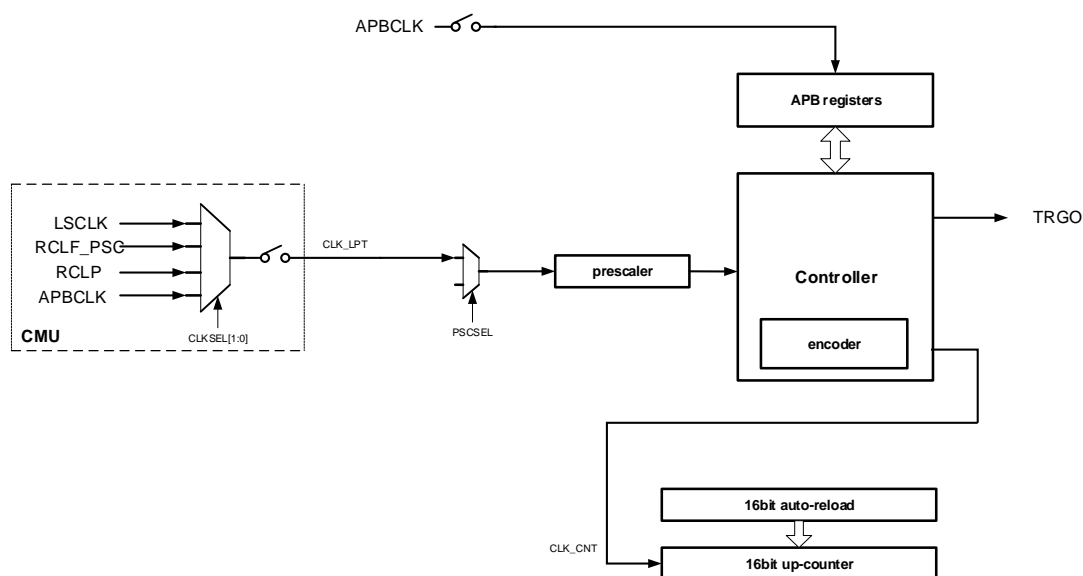 APBCLK
APB registers
LSCLK
RCLF_PSC
RCLP
APBCLK
CMU
CLKSEL[1:0]
CLK_LPT
PSCSEL
prescaler
Controller
encoder
TRGO
CLK_CNT
16bit auto-reload
16bit up-counter